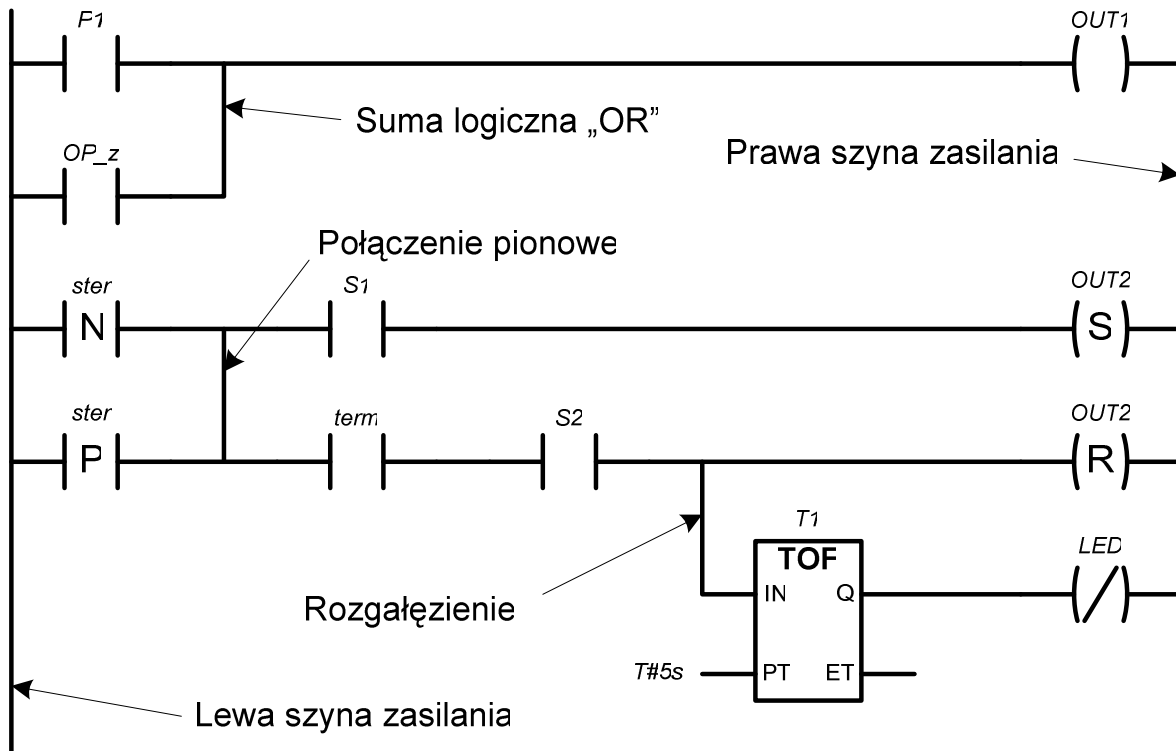 P1
OUT1
Suma logiczna „OR”
OP_z
Prawa szyna zasilania
Połączenie pionowe
ster
S1
OUT2
N
S
ster
term
S2
OUT2
P
R
T1
TOF
LED
IN Q
Rozgałęzienie
T#5s
PT ET
Lewa szyna zasilania